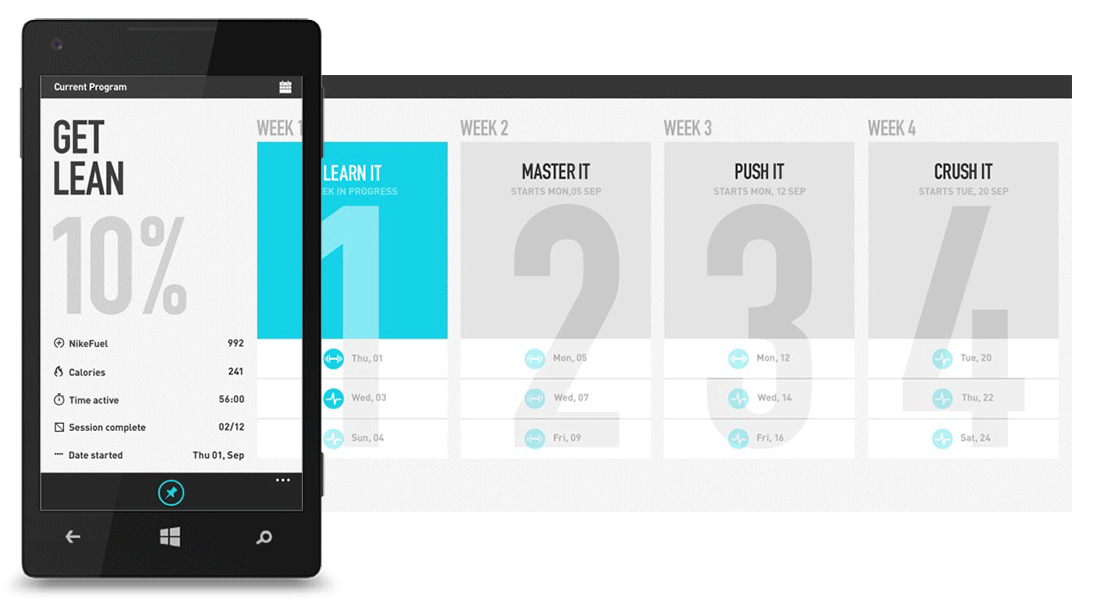 Current Program
GET
LEAN
10%
NikeFuel 992
Calories 241
Time active 56:00
Session complete 02/12
Date started Thu 01, Sep
WEEK 1
LEARN IT
EK IN PROGRESS
1
Thu, 01
Wed, 03
Sun, 04
WEEK 2
MASTER IT
STARTS MON,05 SEP
2
Mon, 05
Wed, 07
Fri, 09
WEEK 3
PUSH IT
STARTS MON, 12 SEP
3
Mon, 12
Wed, 14
Fri, 16
WEEK 4
CRUSH IT
STARTS TUE, 20 SEP
4
Tue, 20
Thu, 22
Sat, 24